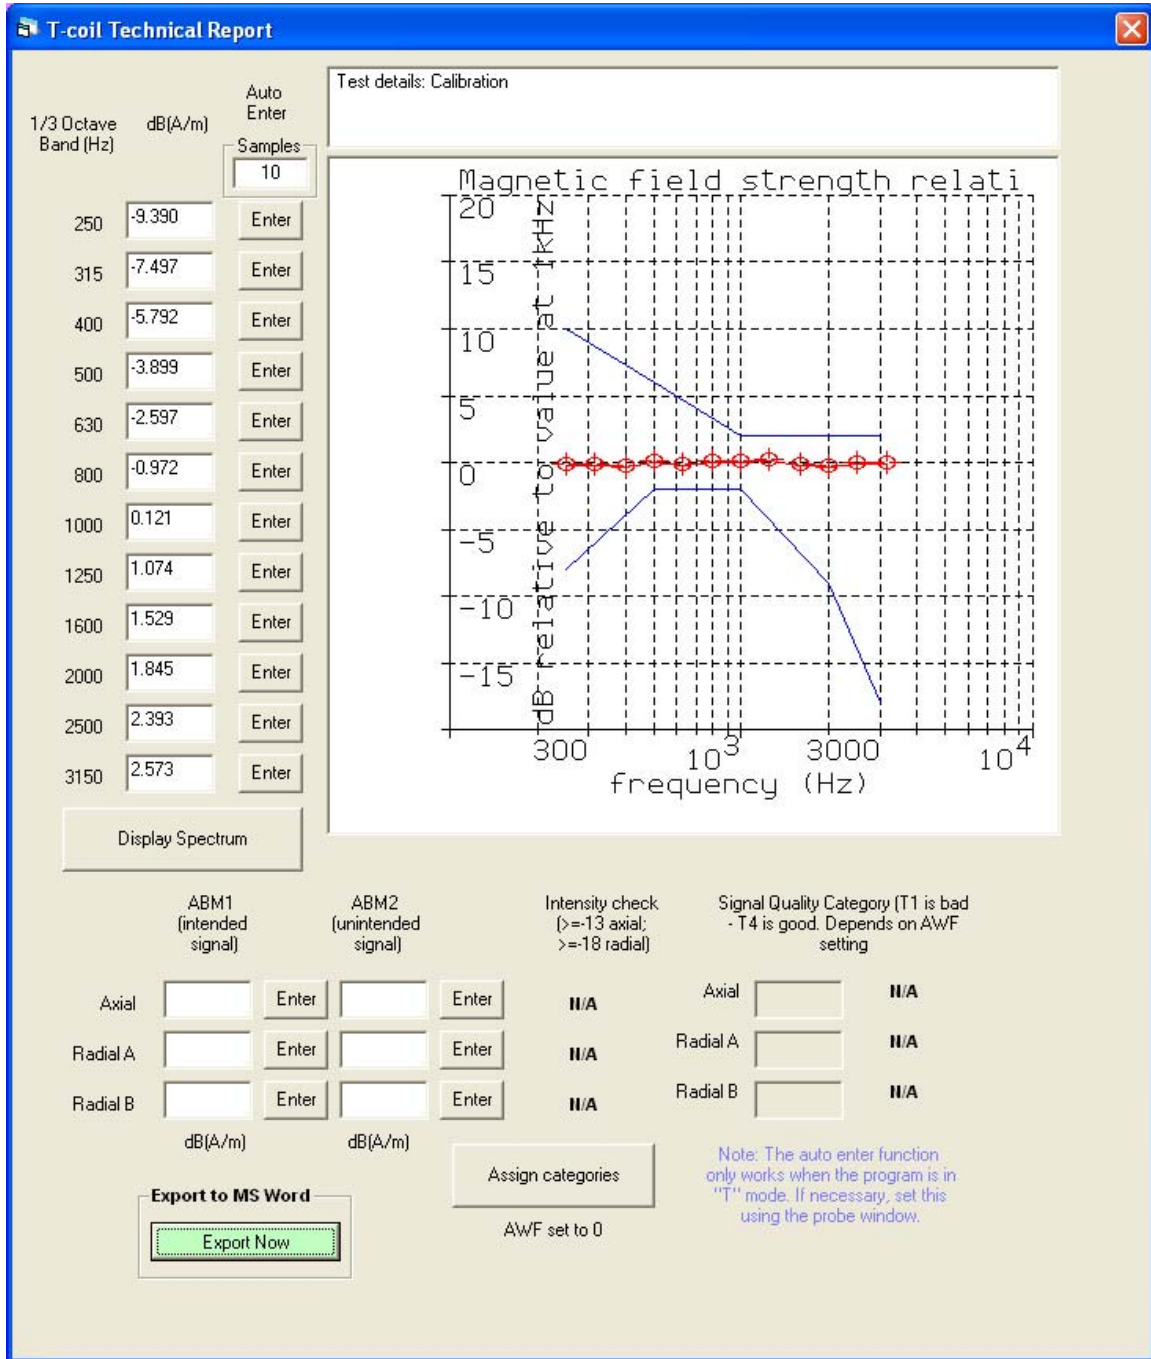 T-coil Technical Report
1/3 Octave
Band (Hz)
dB(A/m)
Auto
Enter
Samples
10
250 -9.390 Enter
315 -7.497 Enter
400 -5.792 Enter
500 -3.899 Enter
630 -2.597 Enter
800 -0.972 Enter
1000 0.121 Enter
1250 1.074 Enter
1600 1.529 Enter
2000 1.845 Enter
2500 2.393 Enter
3150 2.573 Enter
Display Spectrum
Test details: Calibration
Magnetic field strength relati
dB relative to value at 1kHz
20
15
10
5
0
-5
-10
-15
300 10³ 3000 10⁴
frequency (Hz)
ABM1
(intended
signal)
ABM2
(unintended
signal)
Intensity check
(>=-13 axial;
>=-18 radial)
Signal Quality Category (T1 is bad
- T4 is good. Depends on AWF
setting
Axial Enter Enter N/A Axial N/A
Radial A Enter Enter N/A Radial A N/A
Radial B Enter Enter N/A Radial B N/A
dB(A/m) dB(A/m)
Assign categories
AWF set to 0
Note: The auto enter function
only works when the program is in
"T" mode. If necessary, set this
using the probe window.
Export to MS Word
Export Now